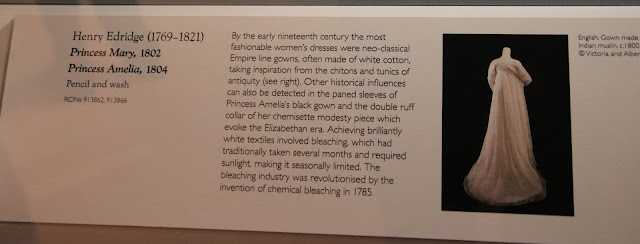 Henry Edridge (1769–1821)
Princess Mary, 1802
Princess Amelia, 1804
Pencil and wash
RCINs 913862, 913866
By the early nineteenth century the most
fashionable women's dresses were neo-classical
Empire line gowns, often made of white cotton,
taking inspiration from the chitons and tunics of
antiquity (see right). Other historical influences
can also be detected in the paned sleeves of
Princess Amelia's black gown and the double ruff
collar of her chemisette modesty piece which
evoke the Elizabethan era. Achieving brilliantly
white textiles involved bleaching, which had
traditionally taken several months and required
sunlight, making it seasonally limited. The
bleaching industry was revolutionised by the
invention of chemical bleaching in 1785.
English, Gown made
Indian muslin, c.1800
© Victoria and Alber